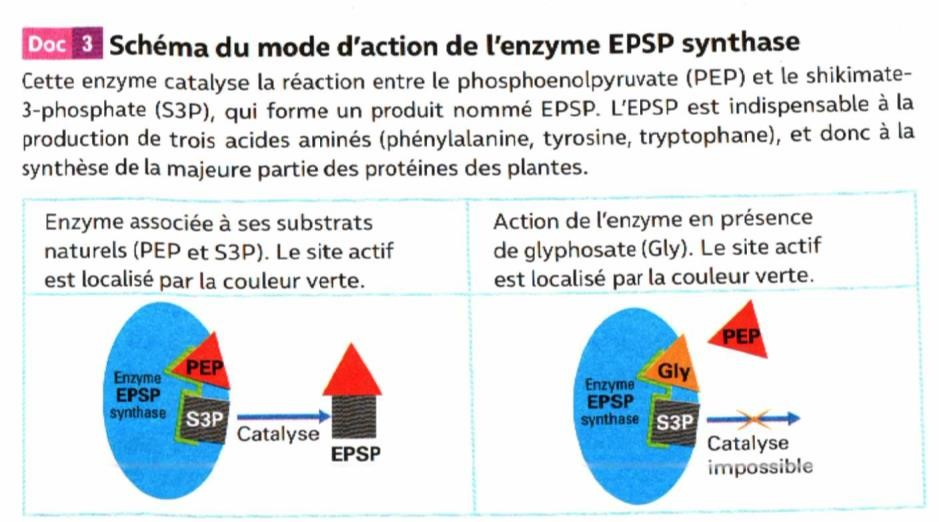 Doc 3 Schéma du mode d'action de l'enzyme EPSP synthase
Cette enzyme catalyse la réaction entre le phosphoenolpyruvate (PEP) et le shikimate-
3-phosphate (S3P), qui forme un produit nommé EPSP. L'EPSP est indispensable à la
production de trois acides aminés (phénylalanine, tyrosine, tryptophane), et donc à la
synthèse de la majeure partie des protéines des plantes.
Enzyme associée à ses substrats
naturels (PEP et S3P). Le site actif
est localisé par la couleur verte.
Action de l'enzyme en présence
de glyphosate (Gly). Le site actif
est localisé par la couleur verte.
PEP
Enzyme
EPSP
synthase
S3P
Catalyse
EPSP
PEP
Gly
Enzyme
EPSP
synthase
S3P
Catalyse
impossible